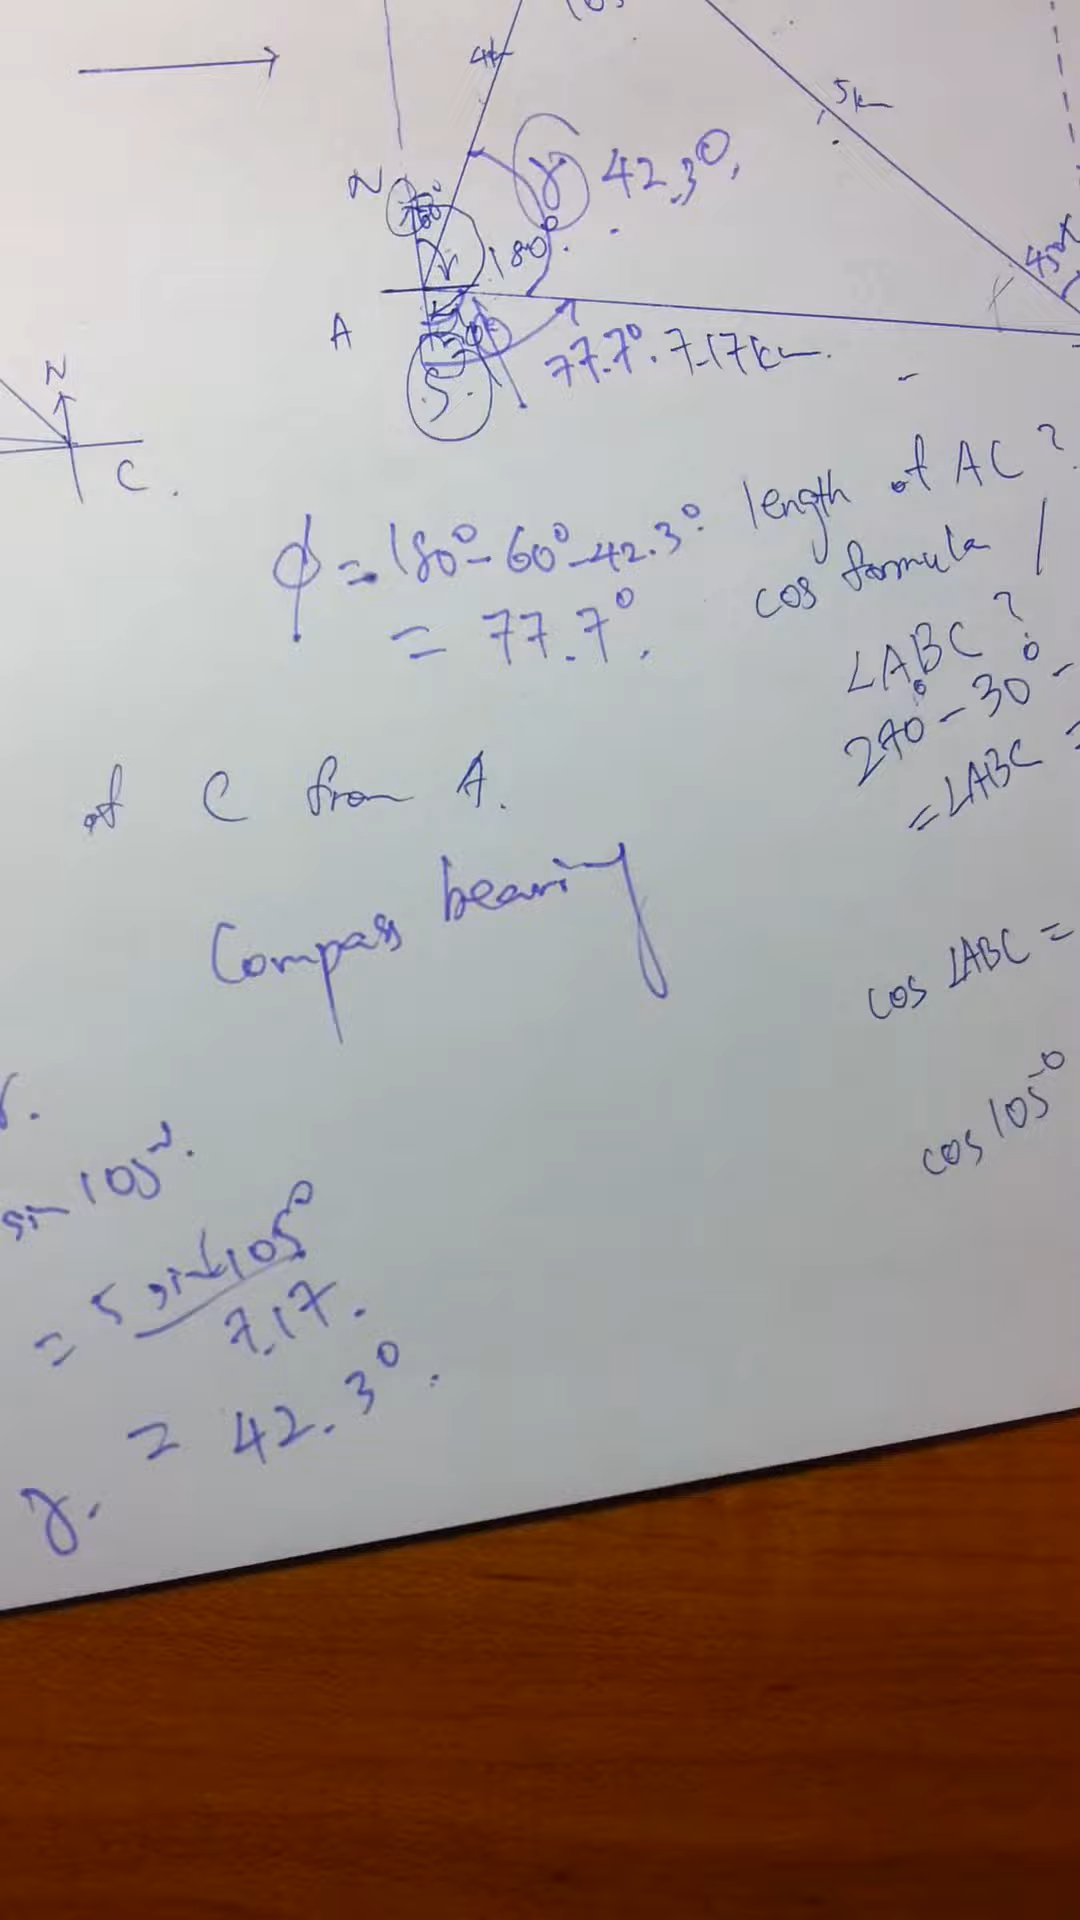 4k
5km
N
γ 42.3°,
180°.
A
S.
77.7°. 7.17km.
N
C.
ϕ = 180° - 60° - 42.3°.
= 77.7°.
length of AC?
cos formula
∠ABC?
270° - 30° -
= ∠ABC =
of C from A.
Compass bearing
cos ∠ABC =
cos 105°
sin 105°.
= 5 sin 105° / 7.17.
γ. = 42.3°.